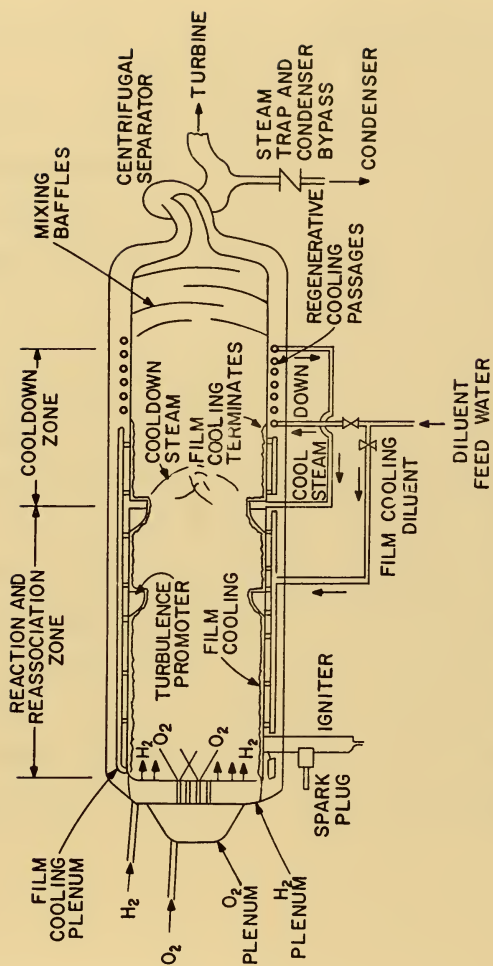 REACTION AND
REASSOCIATION
ZONE
COOLDOWN
ZONE
MIXING
BAFFLES
CENTRIFUGAL
SEPARATOR
TURBINE
STEAM
TRAP AND
CONDENSER
BYPASS
CONDENSER
FILM
COOLING
PLENUM
H2
O2
O2
PLENUM
H2
PLENUM
H2
O2
O2
H2
TURBULENCE
PROMOTER
FILM COOLING
COOLDOWN
STEAM
FILM
COOLING
TERMINATES
COOL DOWN
STEAM
REGENERATIVE
COOLING
PASSAGES
SPARK
PLUG
IGNITER
FILM COOLING
DILUENT
DILUENT
FEED WATER